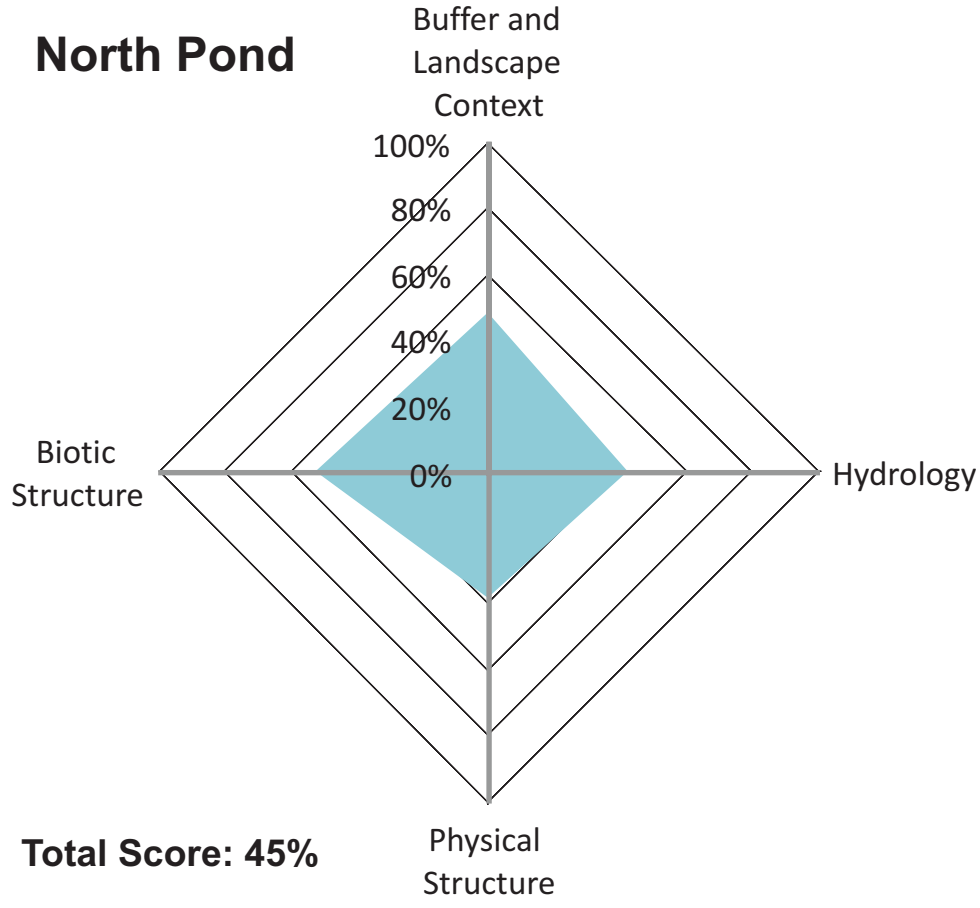 North Pond
Buffer and
Landscape
Context
100%
80%
60%
40%
20%
0%
Biotic
Structure
Hydrology
Physical
Structure
Total Score: 45%